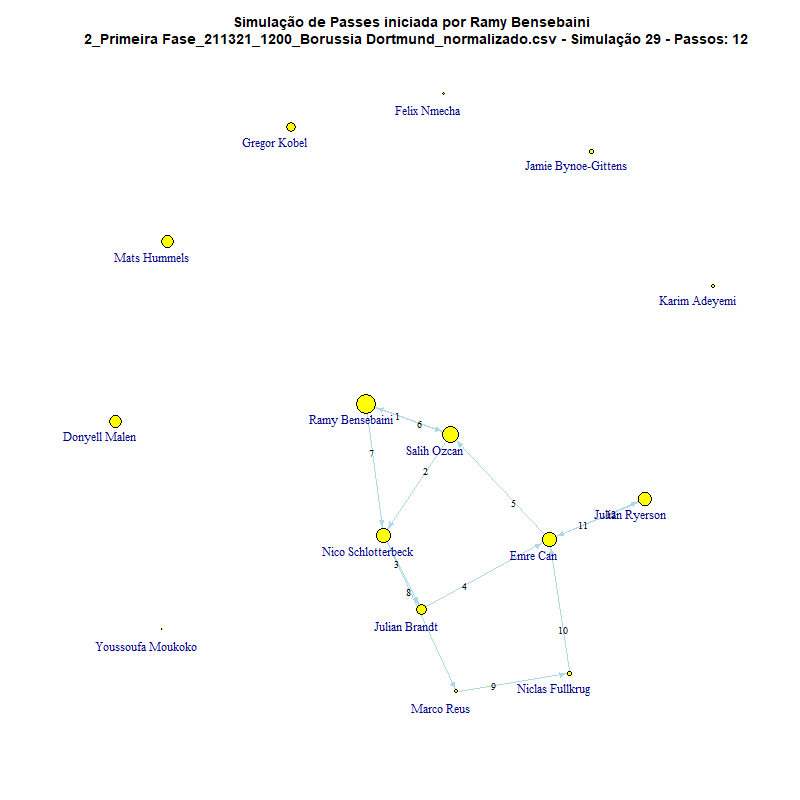 Simulação de Passes iniciada por Ramy Bensebaini
2_Primeira Fase_211321_1200_Borussia Dortmund_normalizado.csv - Simulação 29 - Passos: 12
Felix Nmecha
Gregor Kobel
Jamie Bynoe-Gittens
Mats Hummels
Karim Adeyemi
Ramy Bensebaini
1
6
Donyell Malen
Salih Ozcan
7
2
5
Julian Ryerson
12
11
Nico Schlotterbeck
Emre Can
3
4
8
Julian Brandt
10
Youssoufa Moukoko
9
Niclas Fullkrug
Marco Reus